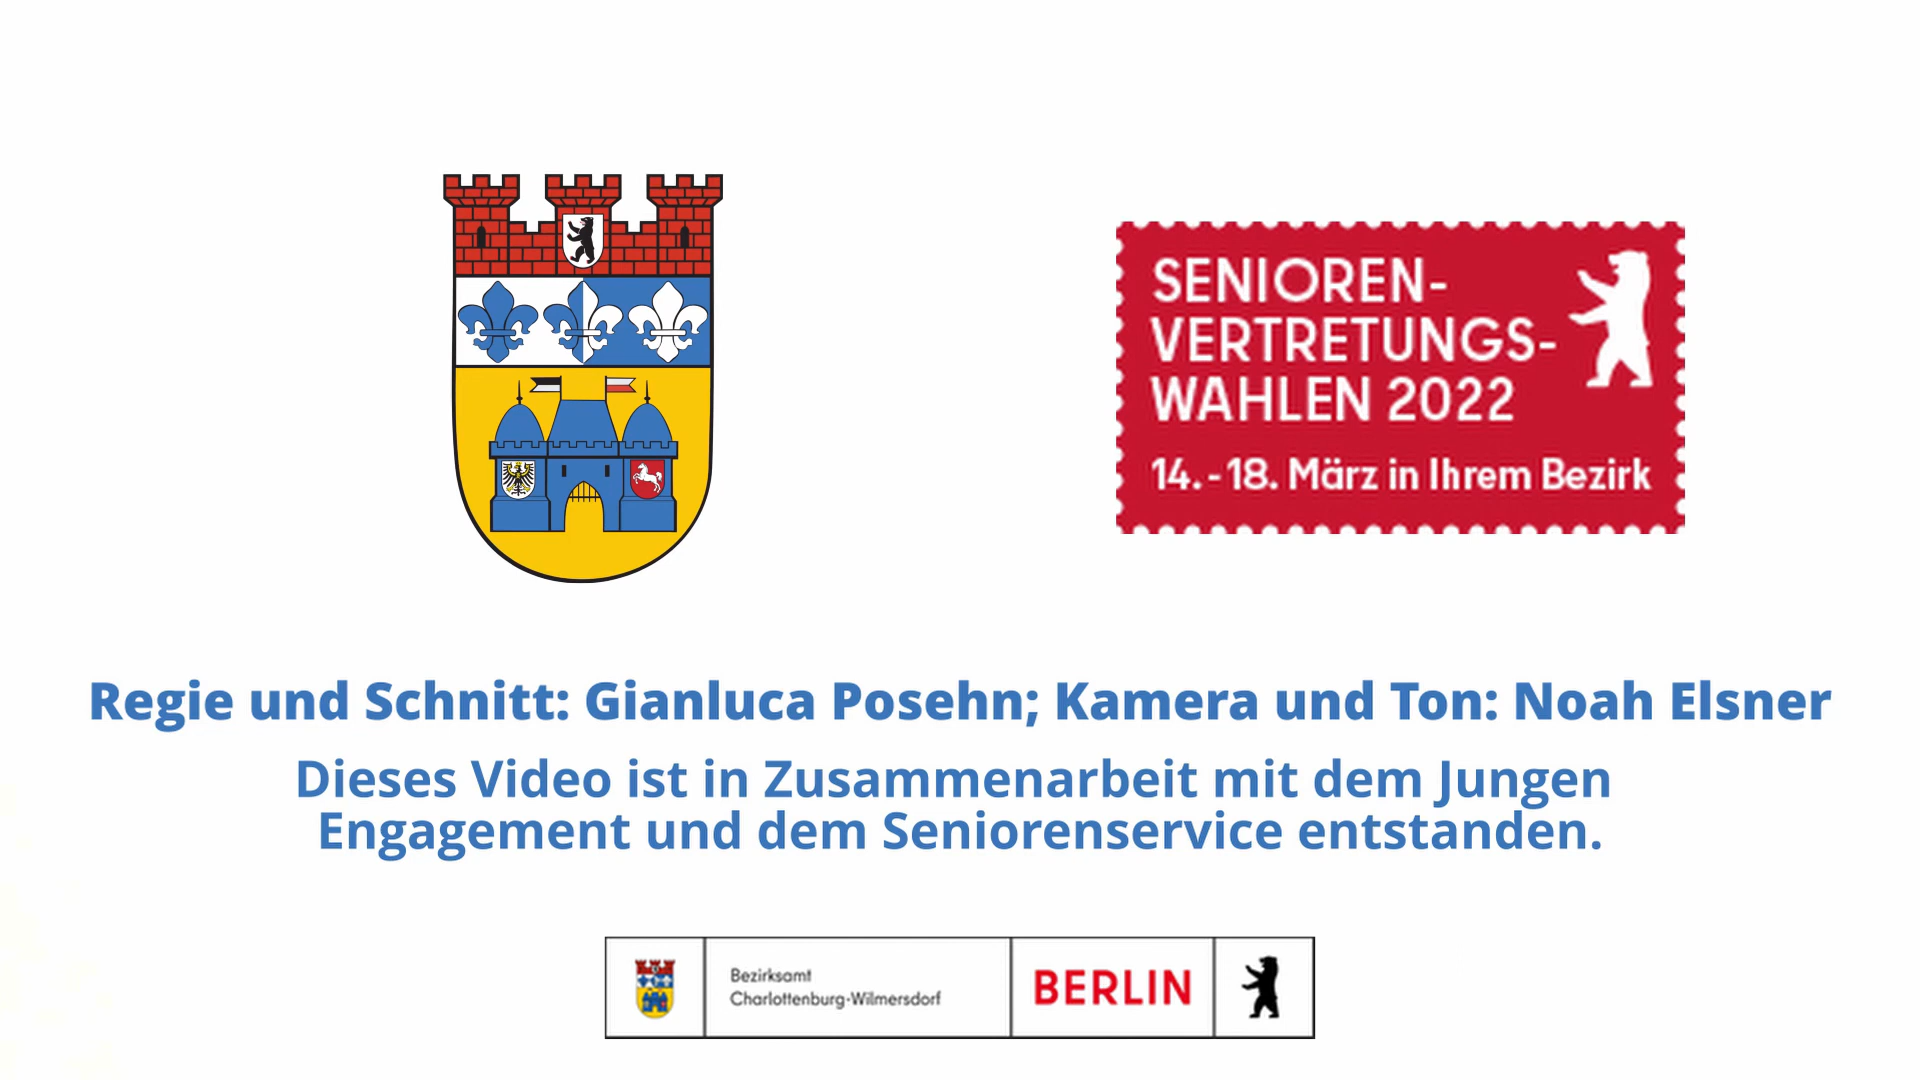 SENIOREN-
VERTRETUNGS-
WAHLEN 2022
14. - 18. März in Ihrem Bezirk
Regie und Schnitt: Gianluca Posehn; Kamera und Ton: Noah Elsner
Dieses Video ist in Zusammenarbeit mit dem Jungen
Engagement und dem Seniorenservice entstanden.
Bezirksamt
Charlottenburg-Wilmersdorf
BERLIN